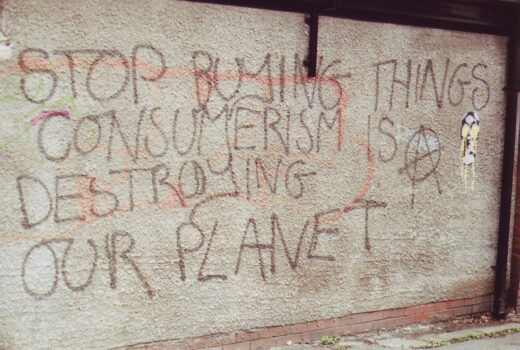 STOP BUYING THINGS
CONSUMERISM IS
DESTROYING
OUR PLANET